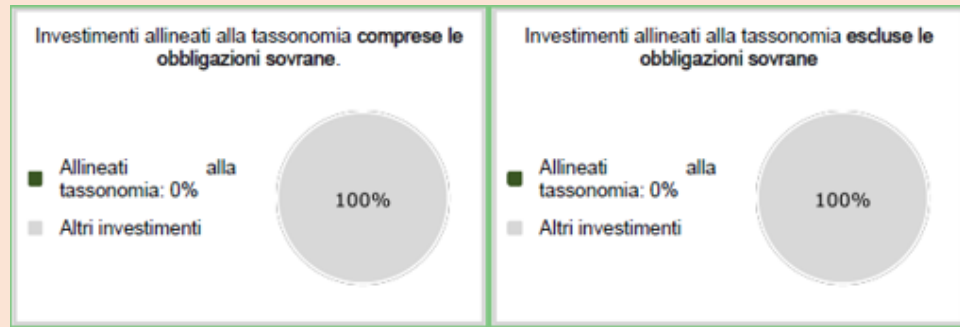 Investimenti allineati alla tassonomia comprese le
obbligazioni sovrane.
Allineati alla
tassonomia: 0%
Altri investimenti
100%
Investimenti allineati alla tassonomia escluse le
obbligazioni sovrane
Allineati alla
tassonomia: 0%
Altri investimenti
100%